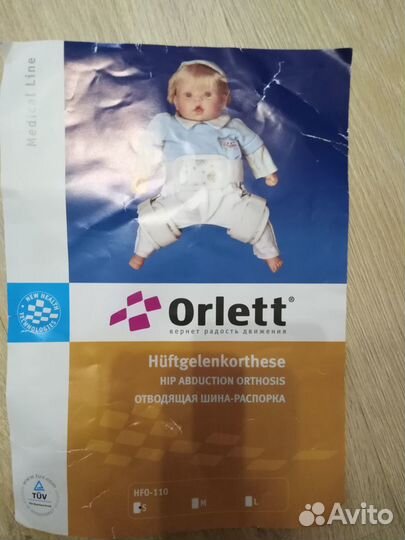 Medical Line
NEW HEALTH
TECHNOLOGIES
Orlett®
вернет радость движения
Hüftgelenkorthese
HIP ABDUCTION ORTHOSIS
ОТВОДЯЩАЯ ШИНА-РАСПОРКА
TÜV
HFO-110
S M L
Avito